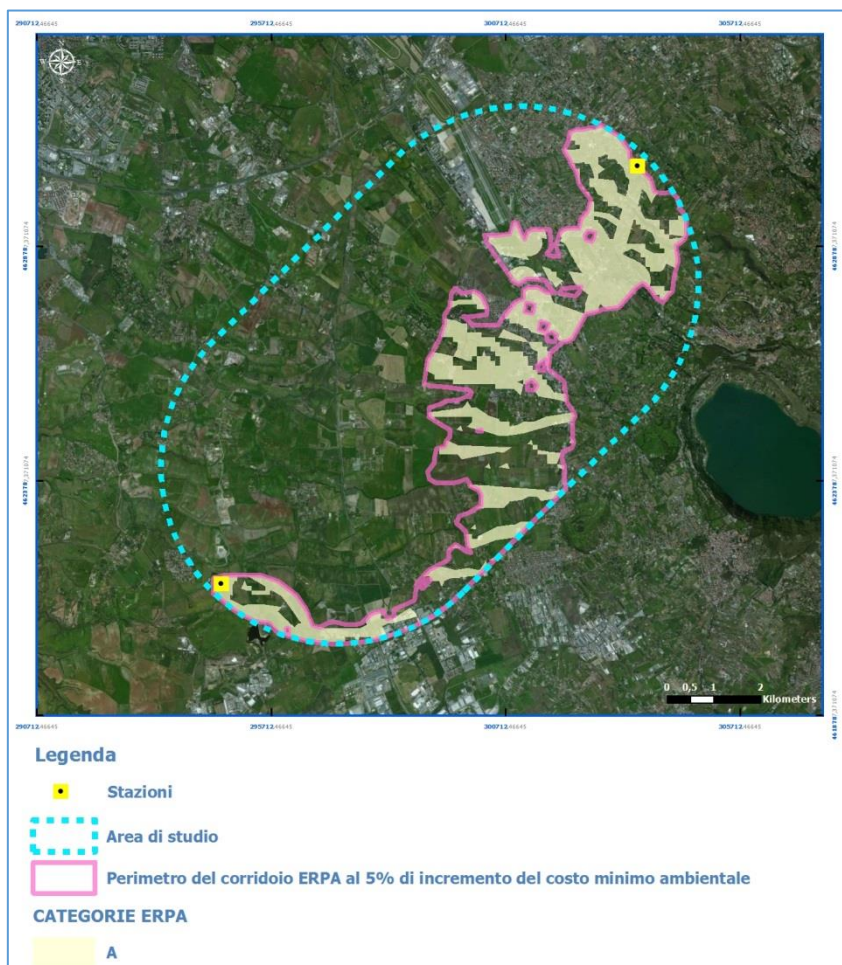 290712,46645 295712,46645 300712,46645 305712,46645
0 0,5 1 2
Kilometers
290712,46645 295712,46645 300712,46645 305712,46645
Legenda
Stazioni
Area di studio
Perimetro del corridoio ERPA al 5% di incremento del costo minimo ambientale
CATEGORIE ERPA
A